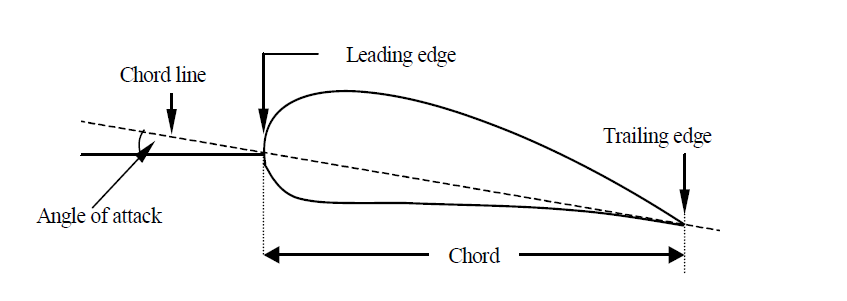 Leading edge
Chord line
Trailing edge
Angle of attack
Chord